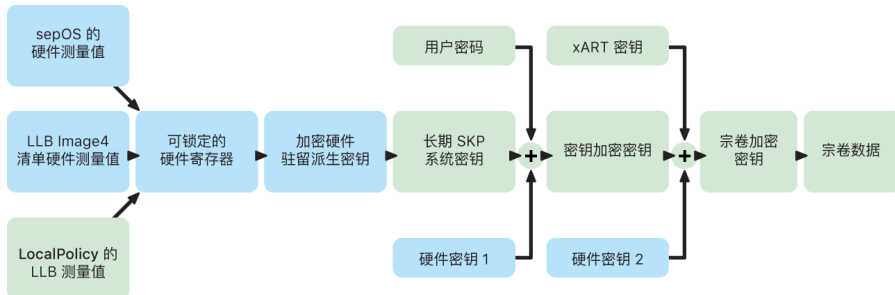 sepOS 的
硬件测量值
用户密码
xART 密钥
LLB Image4
清单硬件测量值
可锁定的
硬件寄存器
加密硬件
驻留派生密钥
长期 SKP
系统密钥
+
密钥加密密钥
+
宗卷加密
密钥
宗卷数据
LocalPolicy 的
LLB 测量值
硬件密钥 1
硬件密钥 2